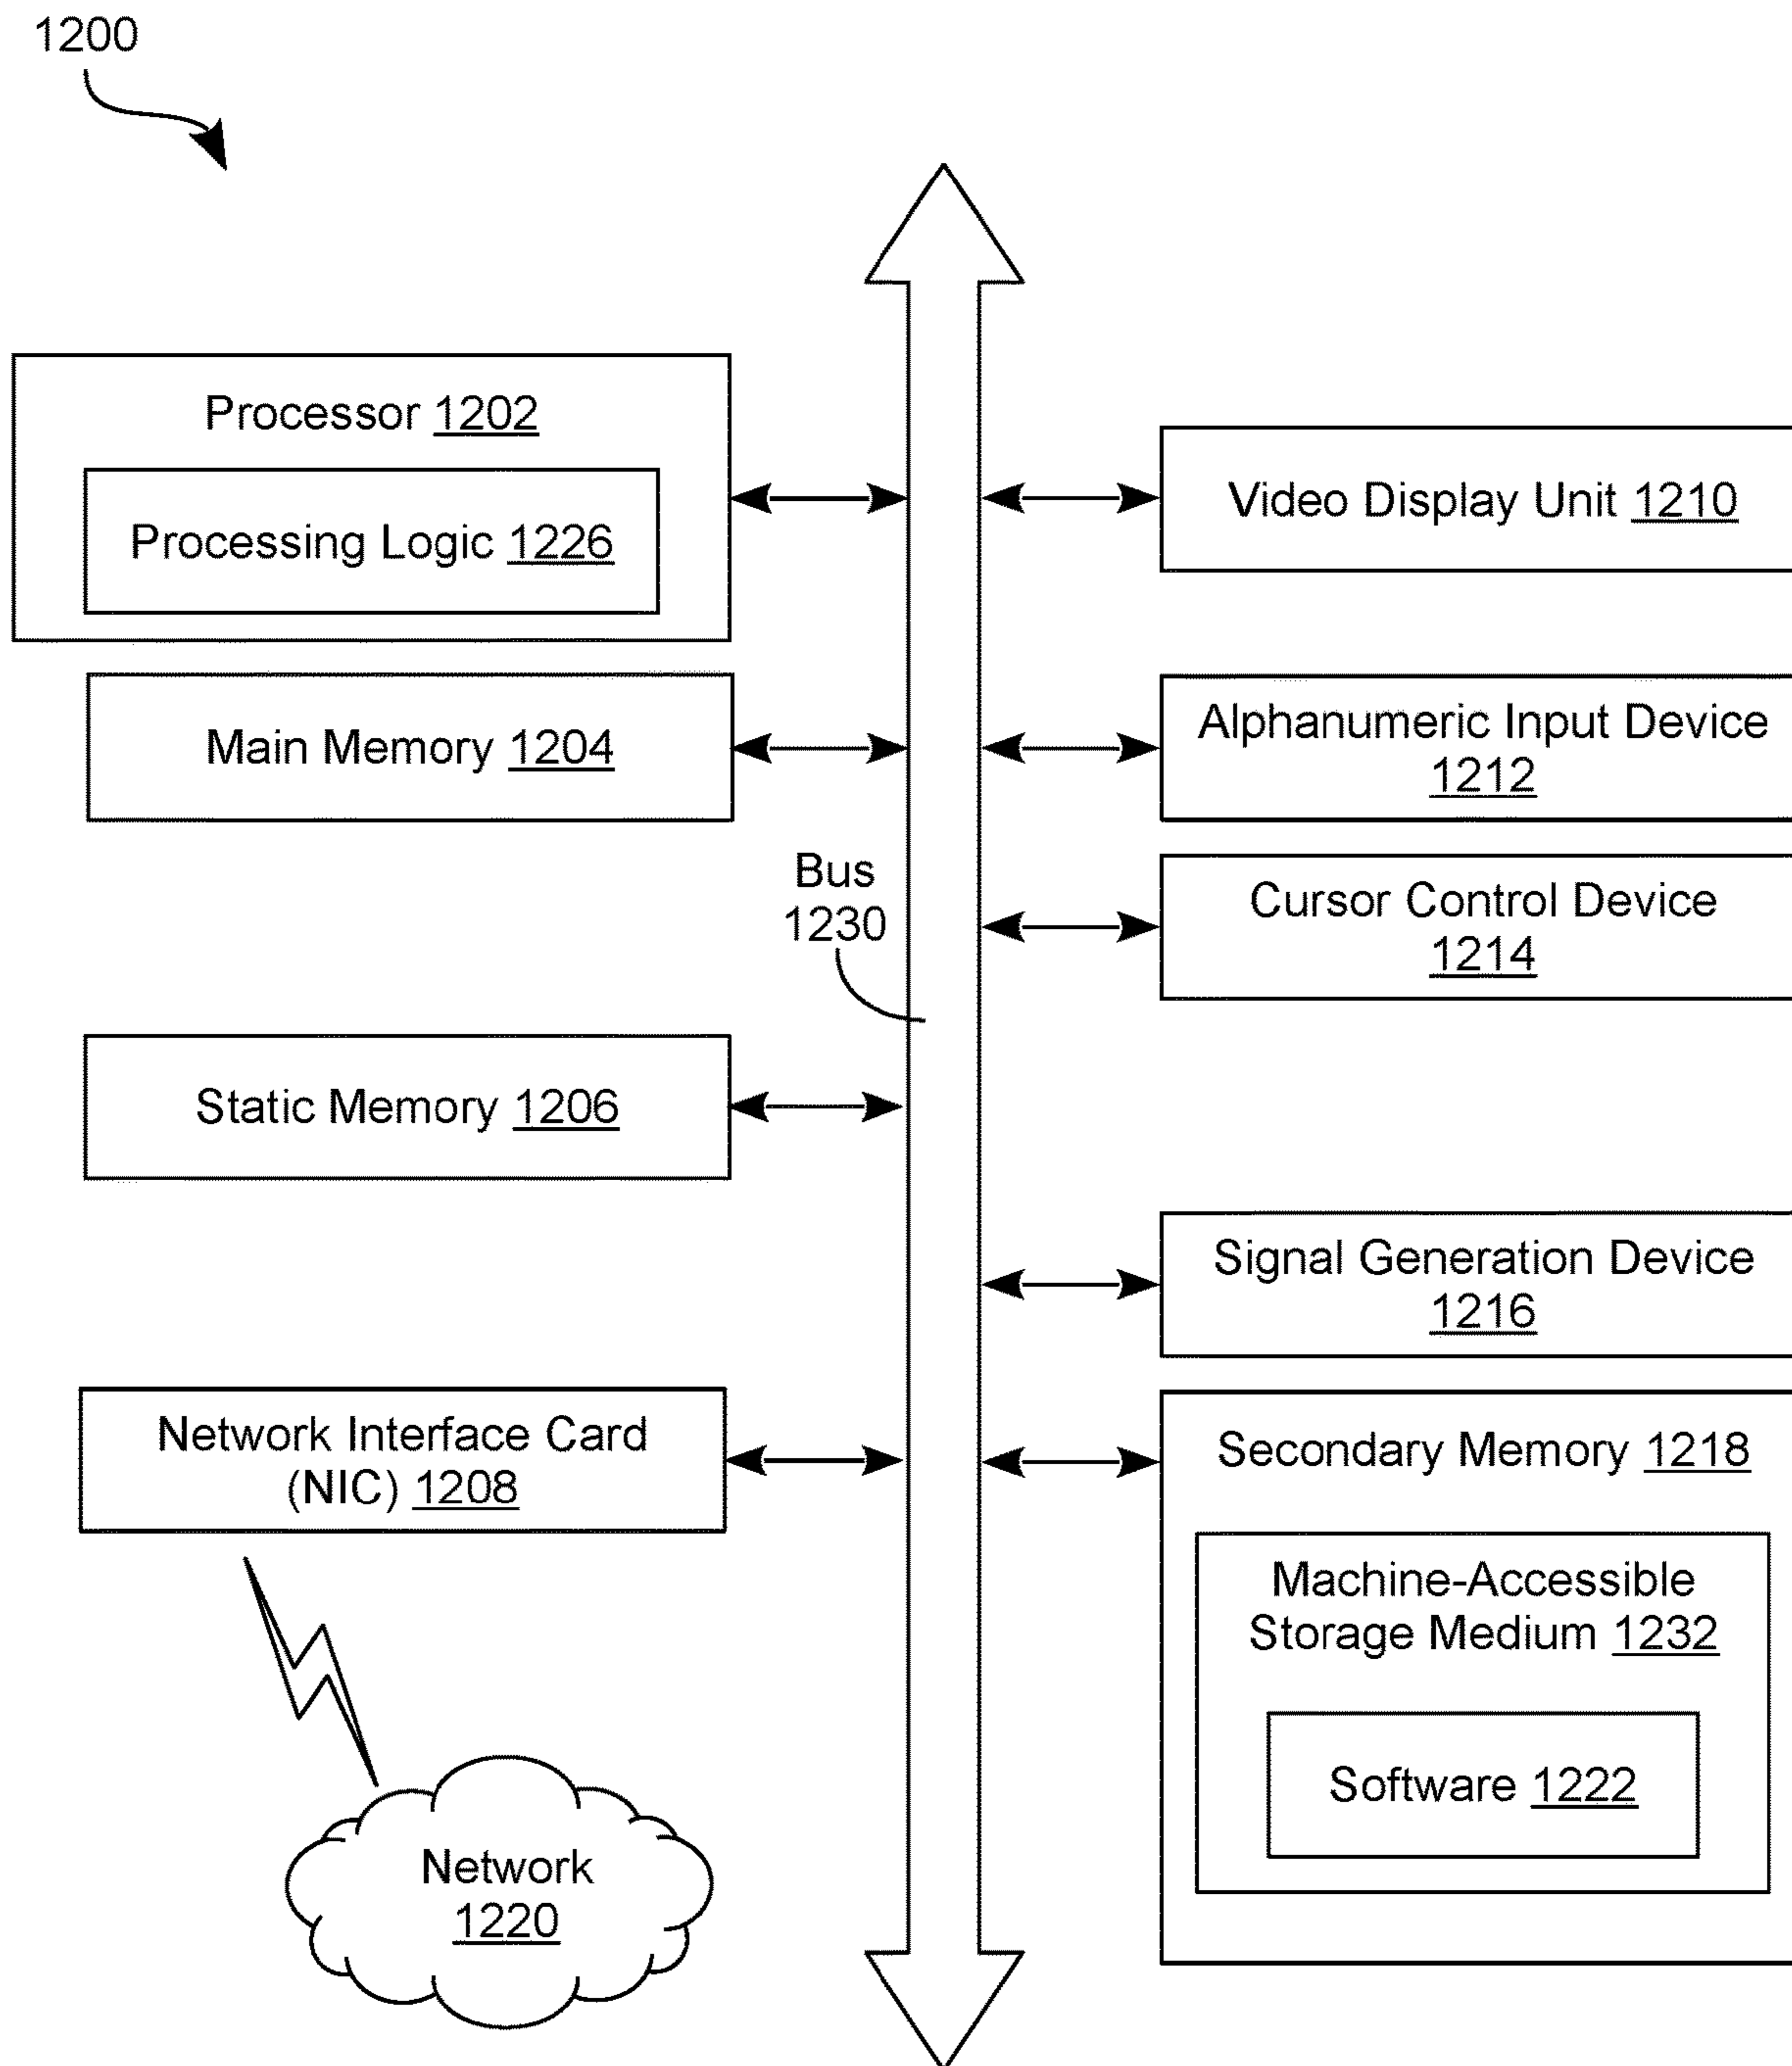 1200
Processor 1202
Processing Logic 1226
Main Memory 1204
Bus
1230
Static Memory 1206
Network Interface Card
(NIC) 1208
Network
1220
Video Display Unit 1210
Alphanumeric Input Device
1212
Cursor Control Device
1214
Signal Generation Device
1216
Secondary Memory 1218
Machine-Accessible
Storage Medium 1232
Software 1222